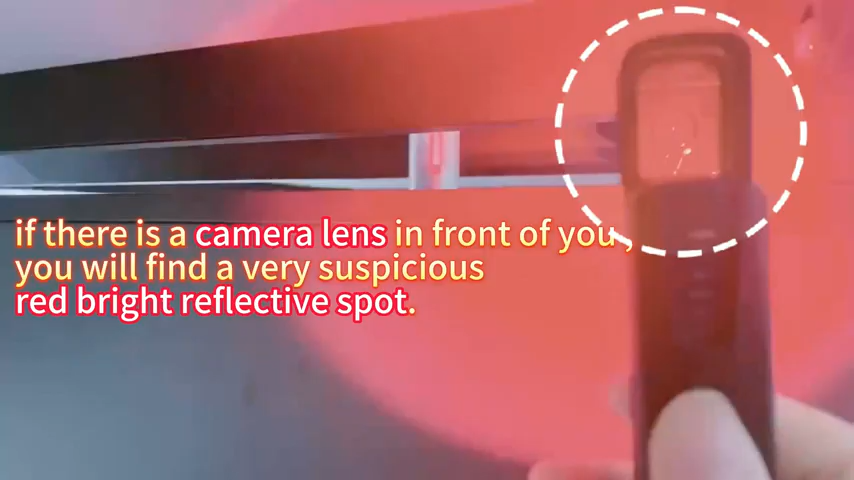 if there is a camera lens in front of you,
you will find a very suspicious
red bright reflective spot.